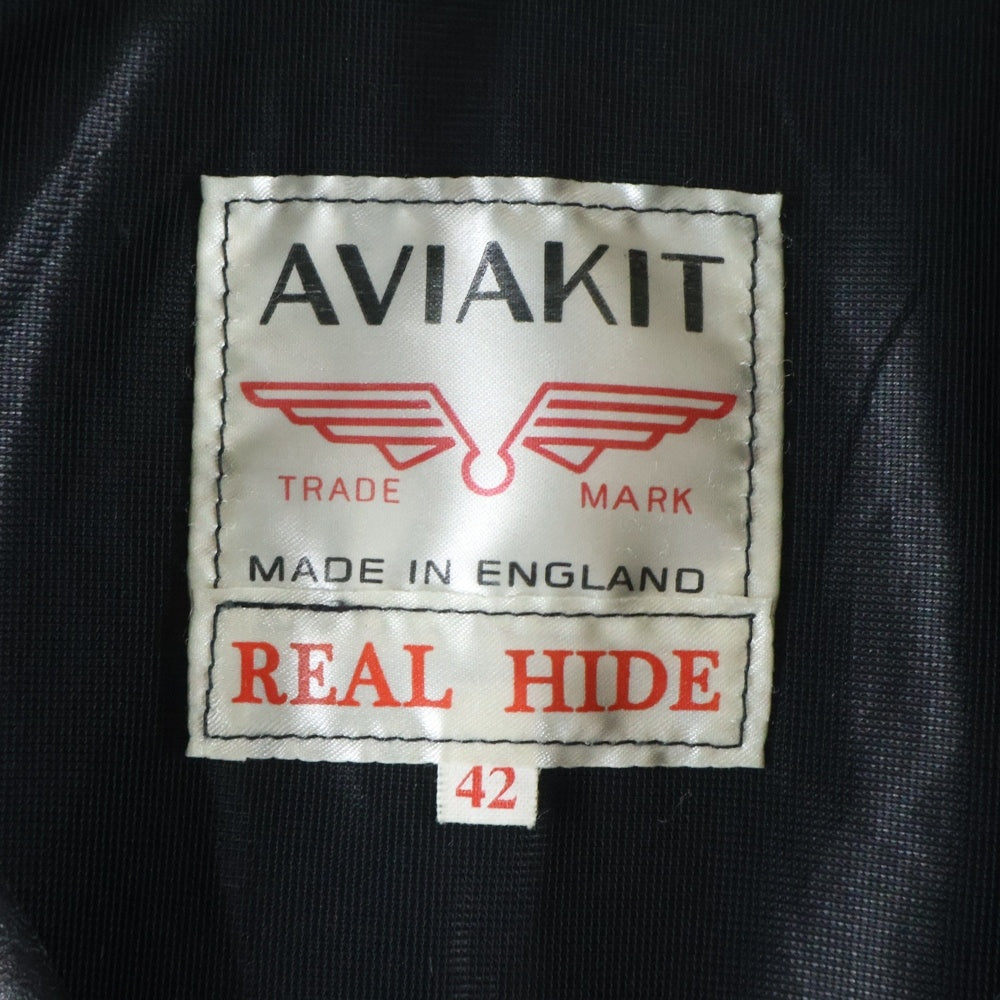 AVIAKIT
TRADE MARK
MADE IN ENGLAND
REAL HIDE
42